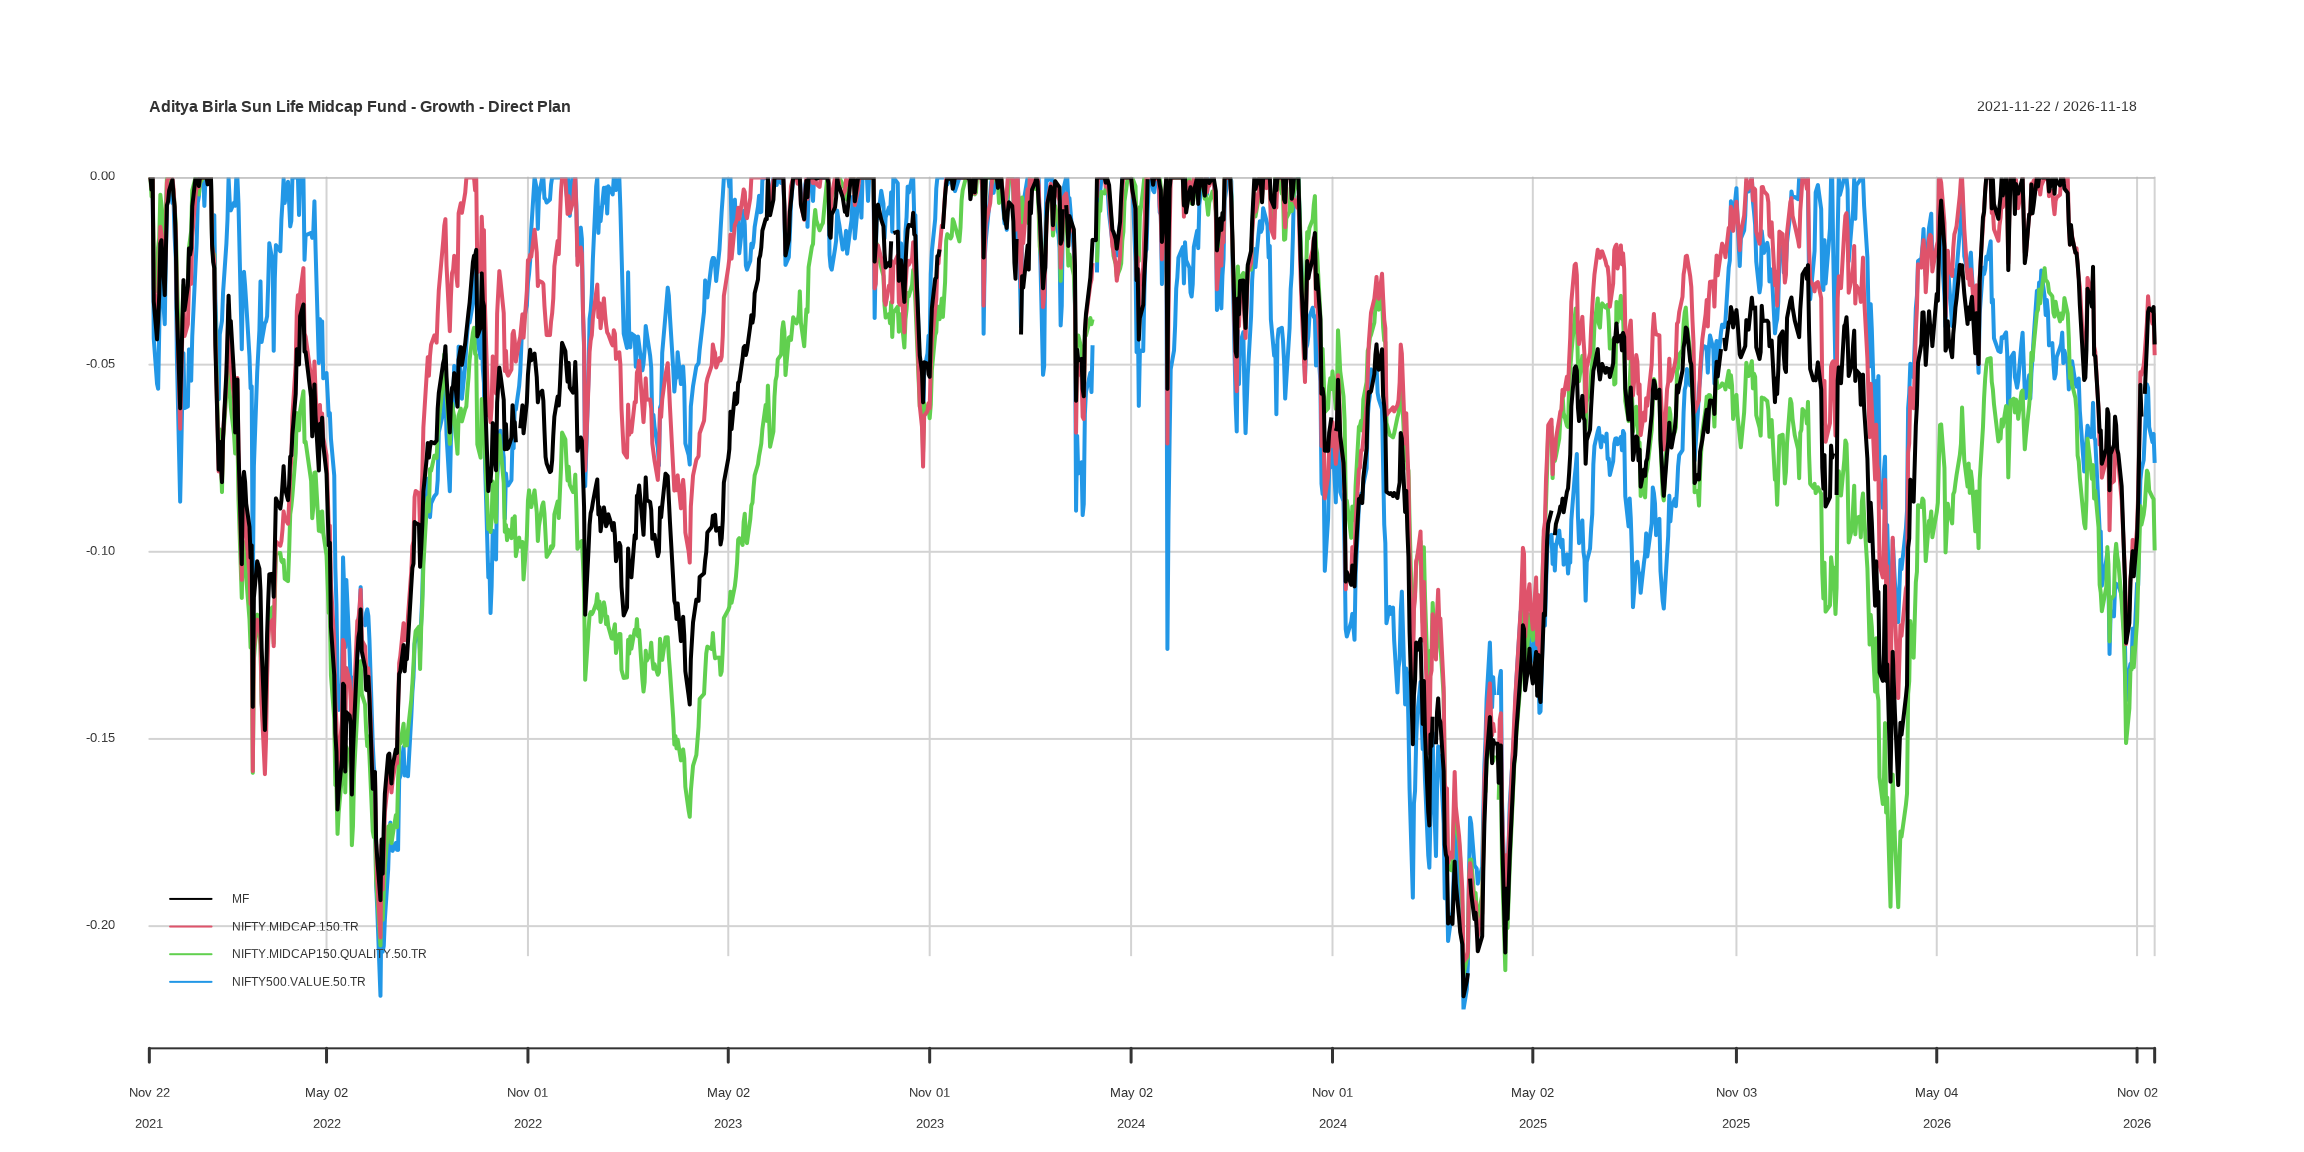 Aditya Birla Sun Life Midcap Fund - Growth - Direct Plan
2021-11-22 / 2026-11-18
0.00
-0.05
-0.10
-0.15
-0.20
MF
NIFTY.MIDCAP.150.TR
NIFTY.MIDCAP150.QUALITY.50.TR
NIFTY500.VALUE.50.TR
Nov 22 May 02 Nov 01 May 02 Nov 01 May 02 Nov 01 May 02 Nov 03 May 04 Nov 02
2021 2022 2022 2023 2023 2024 2024 2025 2025 2026 2026